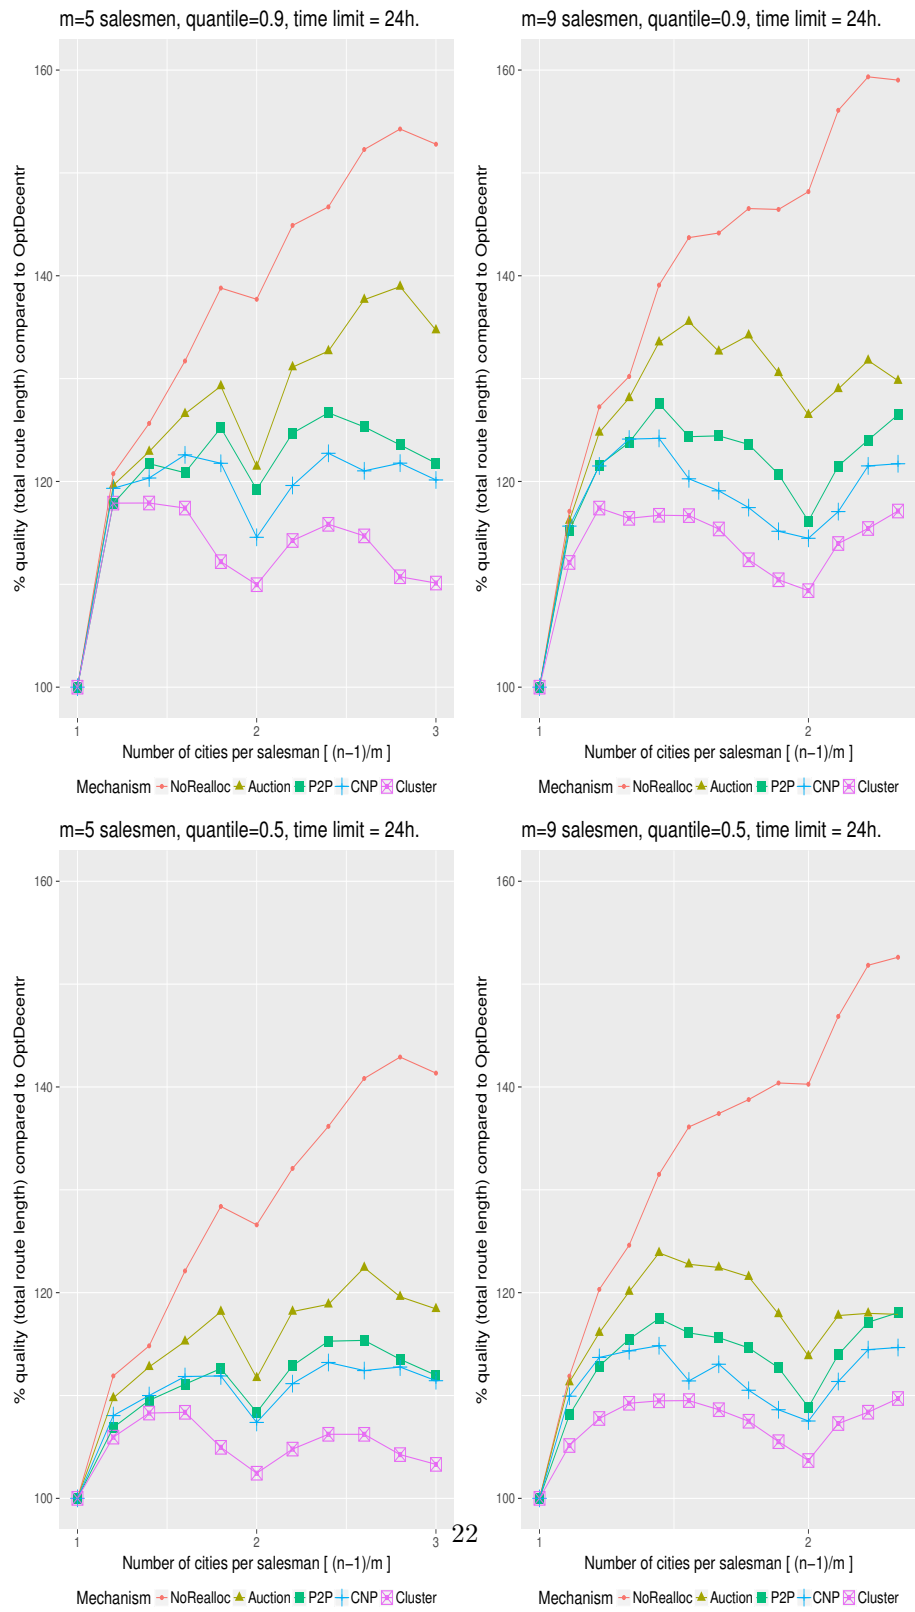 m=5 salesmen, quantile=0.9, time limit = 24h.
% quality (total route length) compared to OptDecentr
160
140
120
100
1 2 3
Number of cities per salesman [ (n−1)/m ]
Mechanism NoRealloc Auction P2P CNP Cluster
m=9 salesmen, quantile=0.9, time limit = 24h.
% quality (total route length) compared to OptDecentr
160
140
120
100
1 2
Number of cities per salesman [ (n−1)/m ]
Mechanism NoRealloc Auction P2P CNP Cluster
m=5 salesmen, quantile=0.5, time limit = 24h.
% quality (total route length) compared to OptDecentr
160
140
120
100
1 2 3
Number of cities per salesman [ (n−1)/m ]
Mechanism NoRealloc Auction P2P CNP Cluster
m=9 salesmen, quantile=0.5, time limit = 24h.
% quality (total route length) compared to OptDecentr
160
140
120
100
1 2
Number of cities per salesman [ (n−1)/m ]
Mechanism NoRealloc Auction P2P CNP Cluster
22